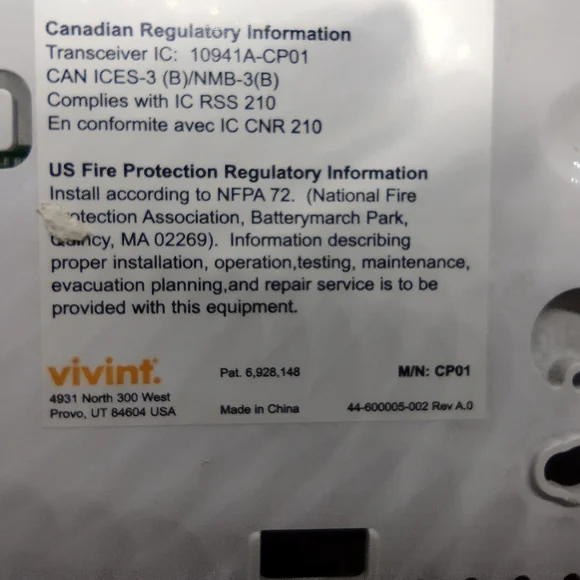 Canadian Regulatory Information
Transceiver IC: 10941A-CP01
CAN ICES-3 (B)/NMB-3(B)
Complies with IC RSS 210
En conformite avec IC CNR 210
US Fire Protection Regulatory Information
Install according to NFPA 72. (National Fire
Protection Association, Batterymarch Park,
Quincy, MA 02269). Information describing
proper installation, operation,testing, maintenance,
evacuation planning,and repair service is to be
provided with this equipment.
vivint.
Pat. 6,928,148
M/N: CP01
4931 North 300 West
Provo, UT 84604 USA
Made in China
44-600005-002 Rev A.0